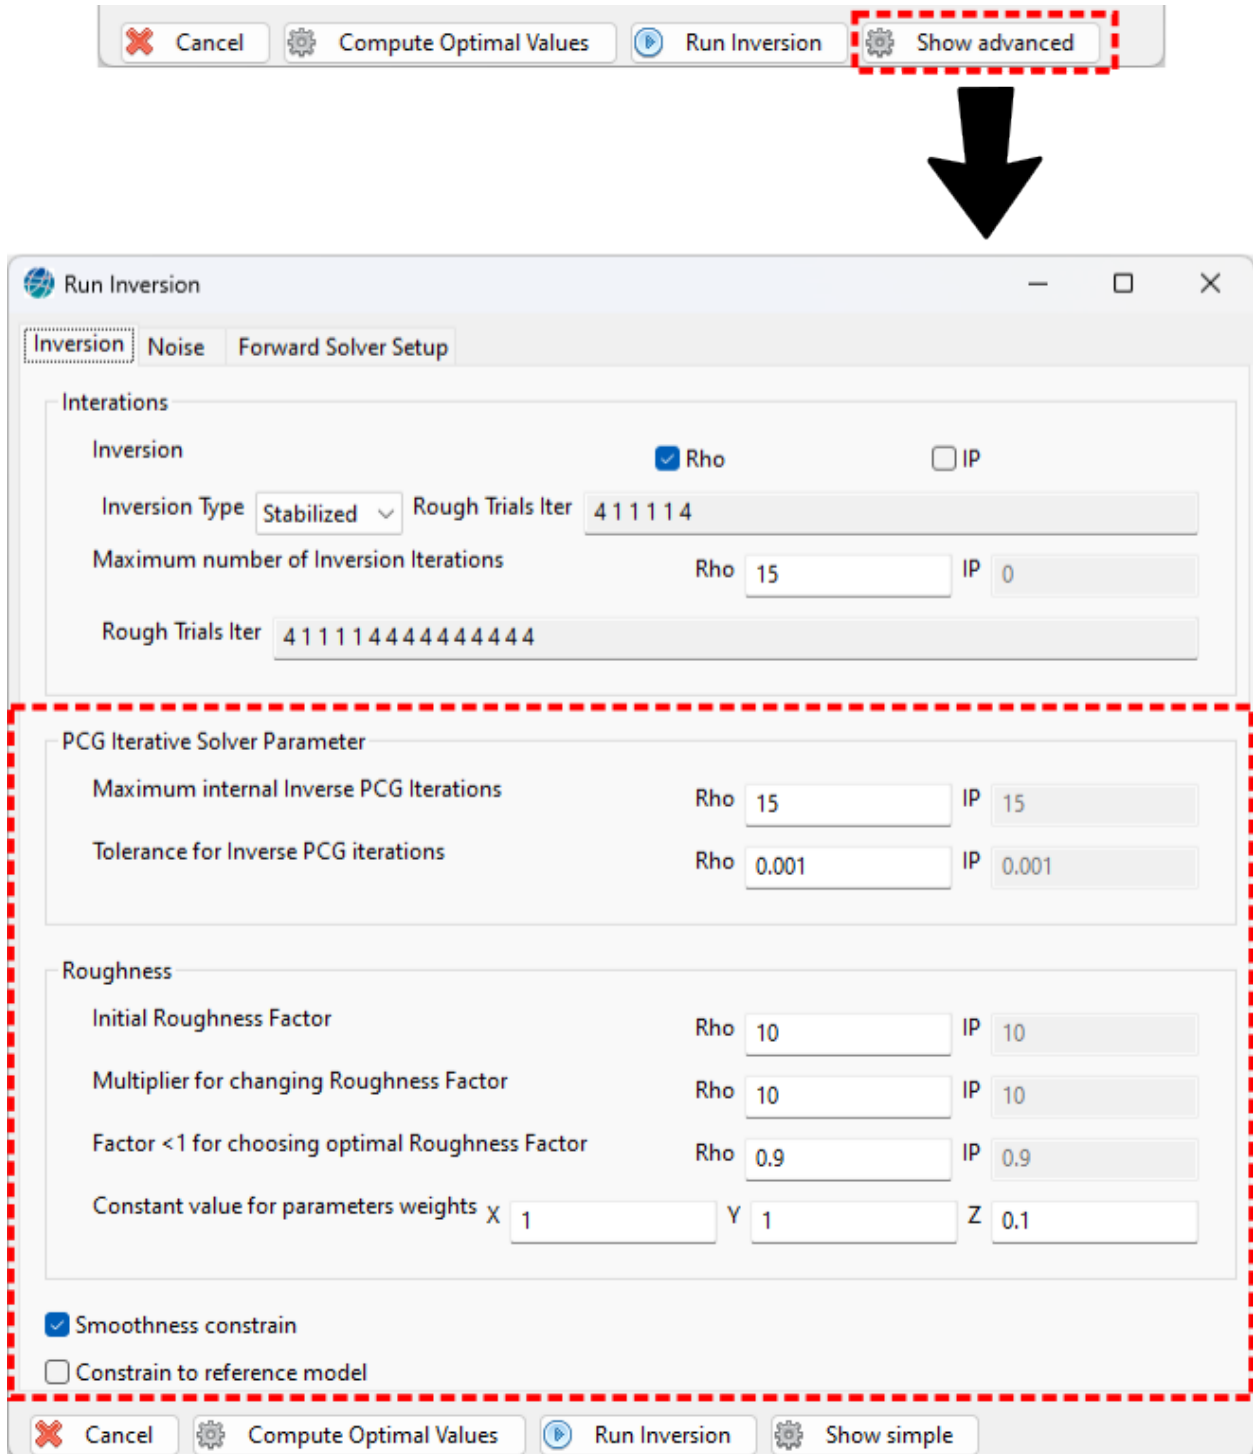 Cancel Compute Optimal Values Run Inversion Show advanced
Run Inversion
Inversion Noise Forward Solver Setup
Interations
Inversion Rho IP
Inversion Type Stabilized Rough Trials Iter 4 1 1 1 1 4
Maximum number of Inversion Iterations Rho 15 IP 0
Rough Trials Iter 4 1 1 1 1 4 4 4 4 4 4 4 4 4 4
PCG Iterative Solver Parameter
Maximum internal Inverse PCG Iterations Rho 15 IP 15
Tolerance for Inverse PCG iterations Rho 0.001 IP 0.001
Roughness
Initial Roughness Factor Rho 10 IP 10
Multiplier for changing Roughness Factor Rho 10 IP 10
Factor <1 for choosing optimal Roughness Factor Rho 0.9 IP 0.9
Constant value for parameters weights X 1 Y 1 Z 0.1
Smoothness constrain
Constrain to reference model
Cancel Compute Optimal Values Run Inversion Show simple